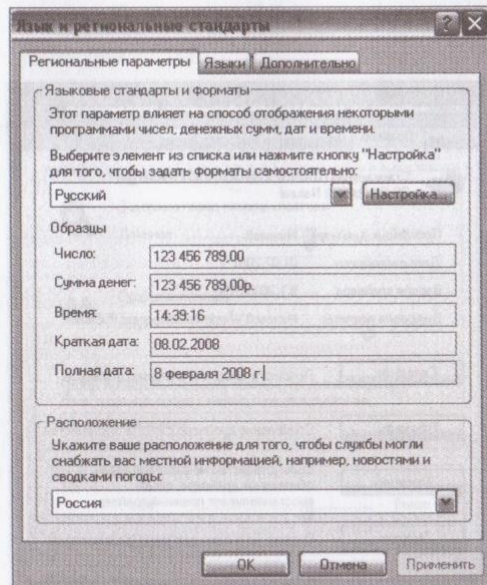 Язык и региональные стандарты
Региональные параметры Языки Дополнительно
Языковые стандарты и форматы
Этот параметр влияет на способ отображения некоторыми
программами чисел, денежных сумм, дат и времени.
Выберите элемент из списка или нажмите кнопку "Настройка"
для того, чтобы задать форматы самостоятельно:
Русский Настройка...
Образцы
Число: 123 456 789,00
Сумма денег: 123 456 789,00р.
Время: 14:39:16
Краткая дата: 08.02.2008
Полная дата: 8 февраля 2008 г.
Расположение
Укажите ваше расположение для того, чтобы службы могли
снабжать вас местной информацией, например, новостями и
сводками погоды:
Россия
ОК Отмена Применить